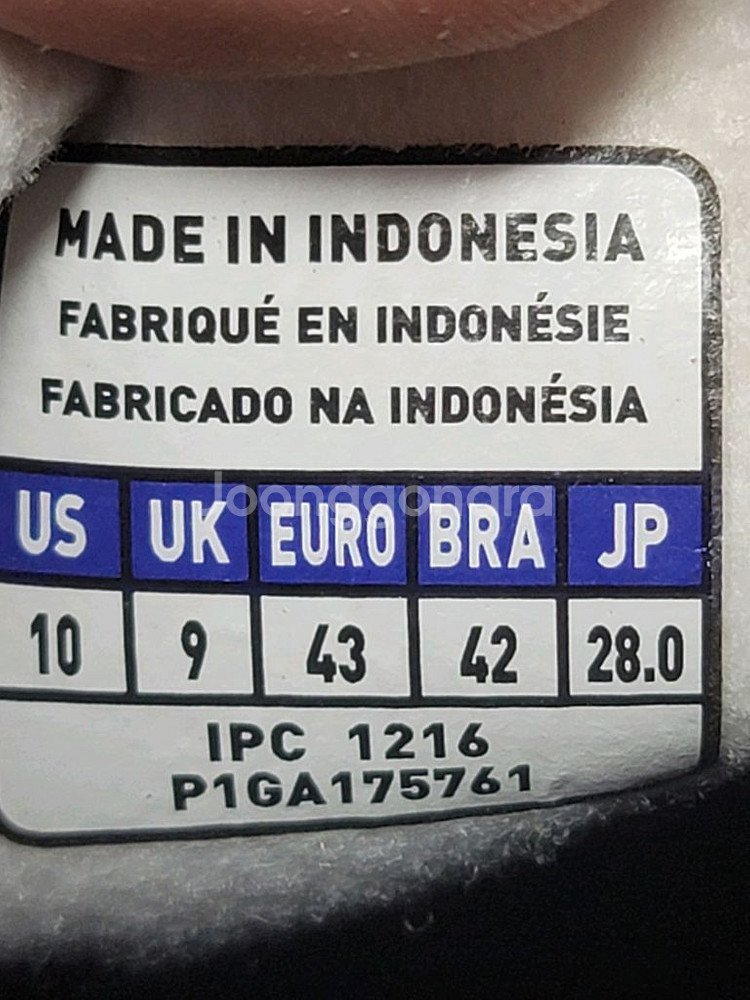 MADE IN INDONESIA
FABRIQUÉ EN INDONÉSIE
FABRICADO NA INDONÉSIA
Joonggonara
US UK EURO BRA JP
10 9 43 42 28.0
IPC 1216
P1GA175761